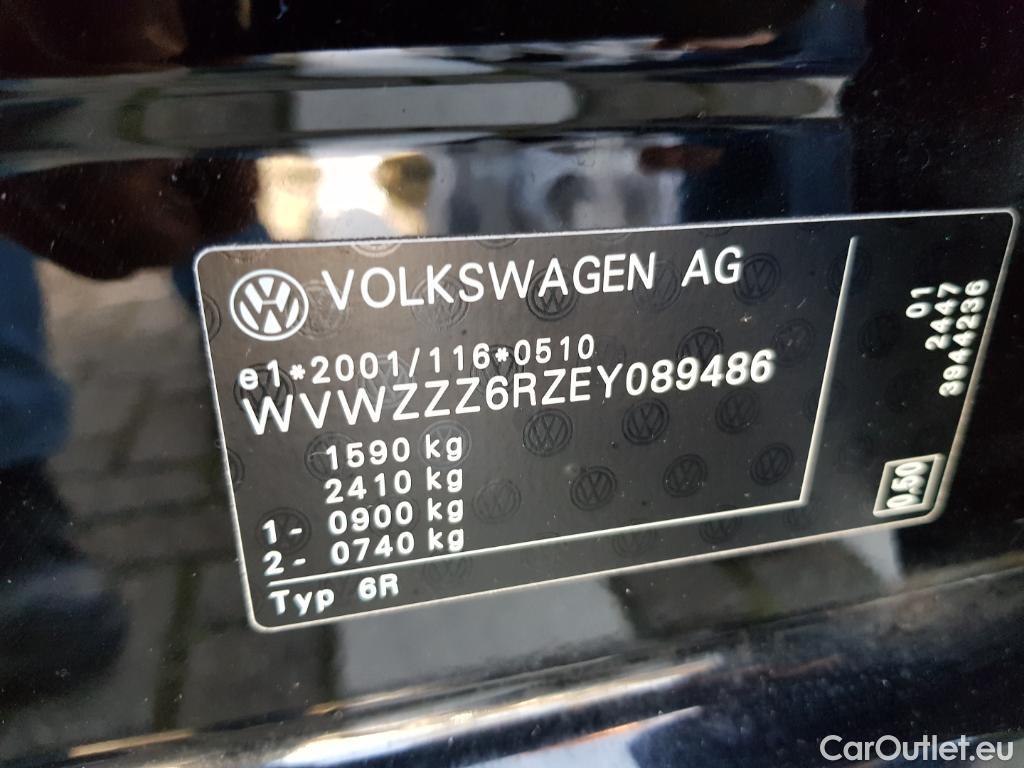 VOLKSWAGEN AG
e1*2001/116*0510
WVWZZZ6RZEY089486
1590 kg
2410 kg
1- 0900 kg
2- 0740 kg
Typ 6R
01
2447
3944236
0.50
CarOutlet.eu